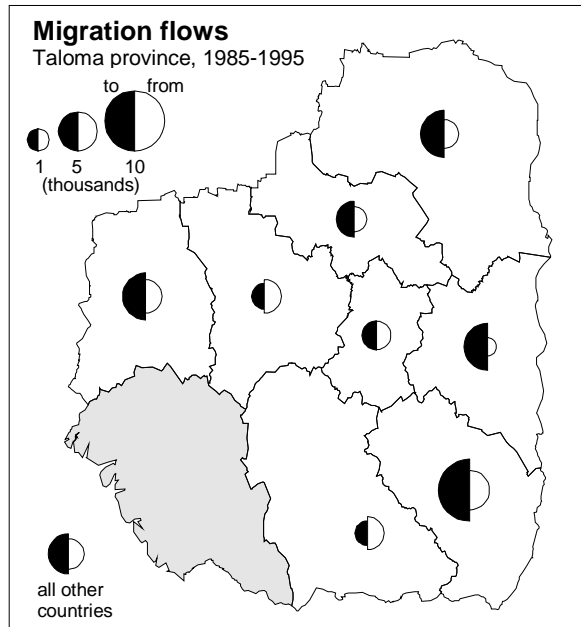 Migration flows
Taloma province, 1985-1995
to from
1 5 10
(thousands)
all other
countries